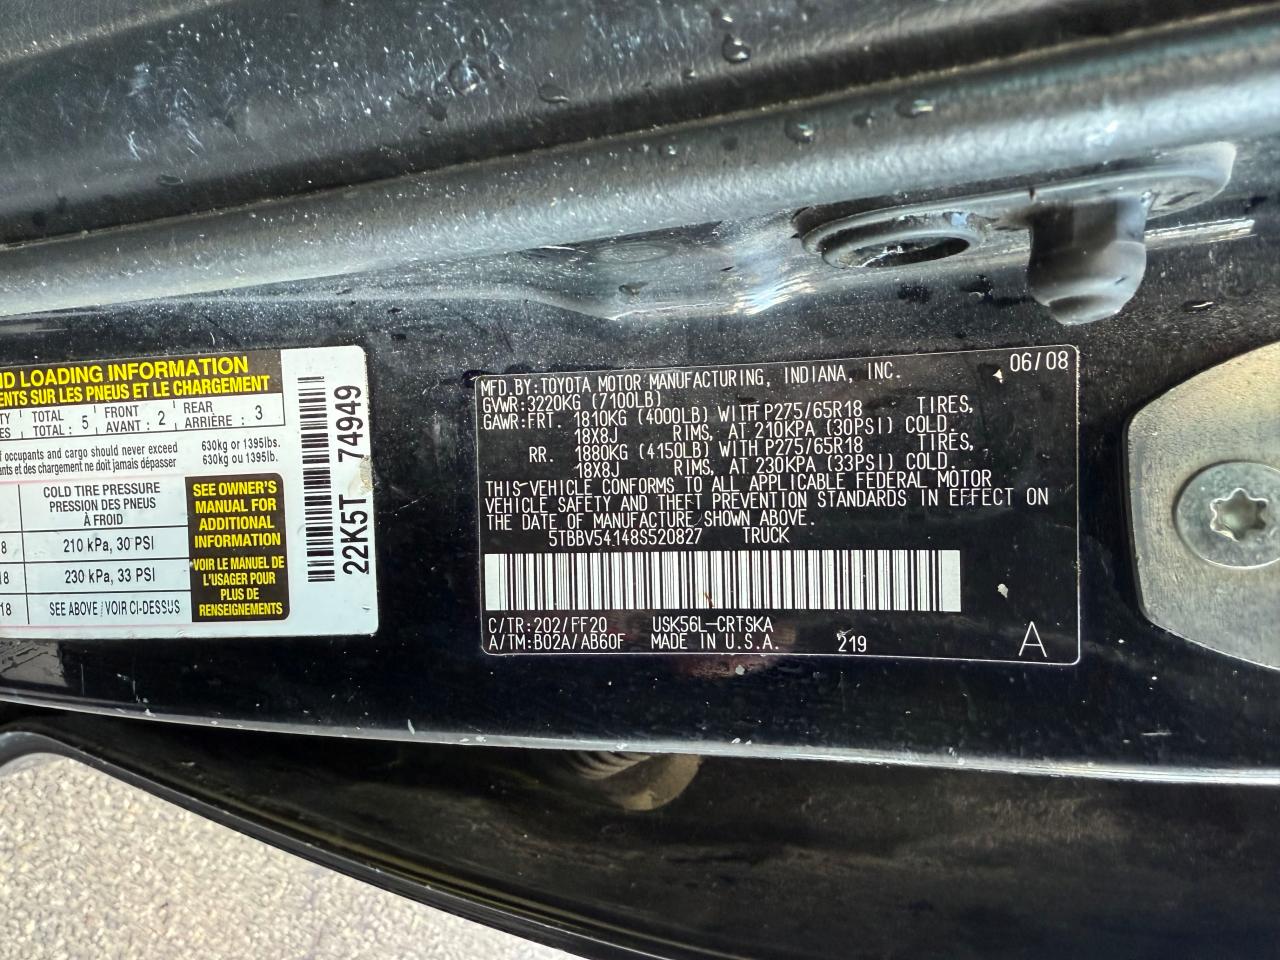 ND LOADING INFORMATION
ENTS SUR LES PNEUS ET LE CHARGEMENT
TOTAL TOTAL : 5 FRONT AVANT : 2 REAR ARRIÈRE : 3
f occupants and cargo should never exceed 630kg or 1395lbs.
nts et des chargement ne doit jamais dépasser 630kg ou 1395lb.
COLD TIRE PRESSURE
PRESSION DES PNEUS
À FROID
8 210 kPa, 30 PSI
18 230 kPa, 33 PSI
18 SEE ABOVE / VOIR CI-DESSUS
SEE OWNER'S
MANUAL FOR
ADDITIONAL
INFORMATION
VOIR LE MANUEL DE
L'USAGER POUR
PLUS DE
RENSEIGNEMENTS
22K5T 74949
06/08
MFD.BY:TOYOTA MOTOR MANUFACTURING, INDIANA, INC.
GVWR:3220KG (7100LB)
GAWR:FRT. 1810KG (4000LB) WITH P275/65R18 TIRES,
18X8J RIMS, AT 210KPA (30PSI) COLD.
RR. 1880KG (4150LB) WITH P275/65R18 TIRES,
18X8J RIMS, AT 230KPA (33PSI) COLD.
THIS VEHICLE CONFORMS TO ALL APPLICABLE FEDERAL MOTOR
VEHICLE SAFETY AND THEFT PREVENTION STANDARDS IN EFFECT ON
THE DATE OF MANUFACTURE SHOWN ABOVE.
5TBBV54148S520827 TRUCK
C/TR:202/FF20 USK56L-CRTSKA
A/TM:B02A/AB60F MADE IN U.S.A. 219
A